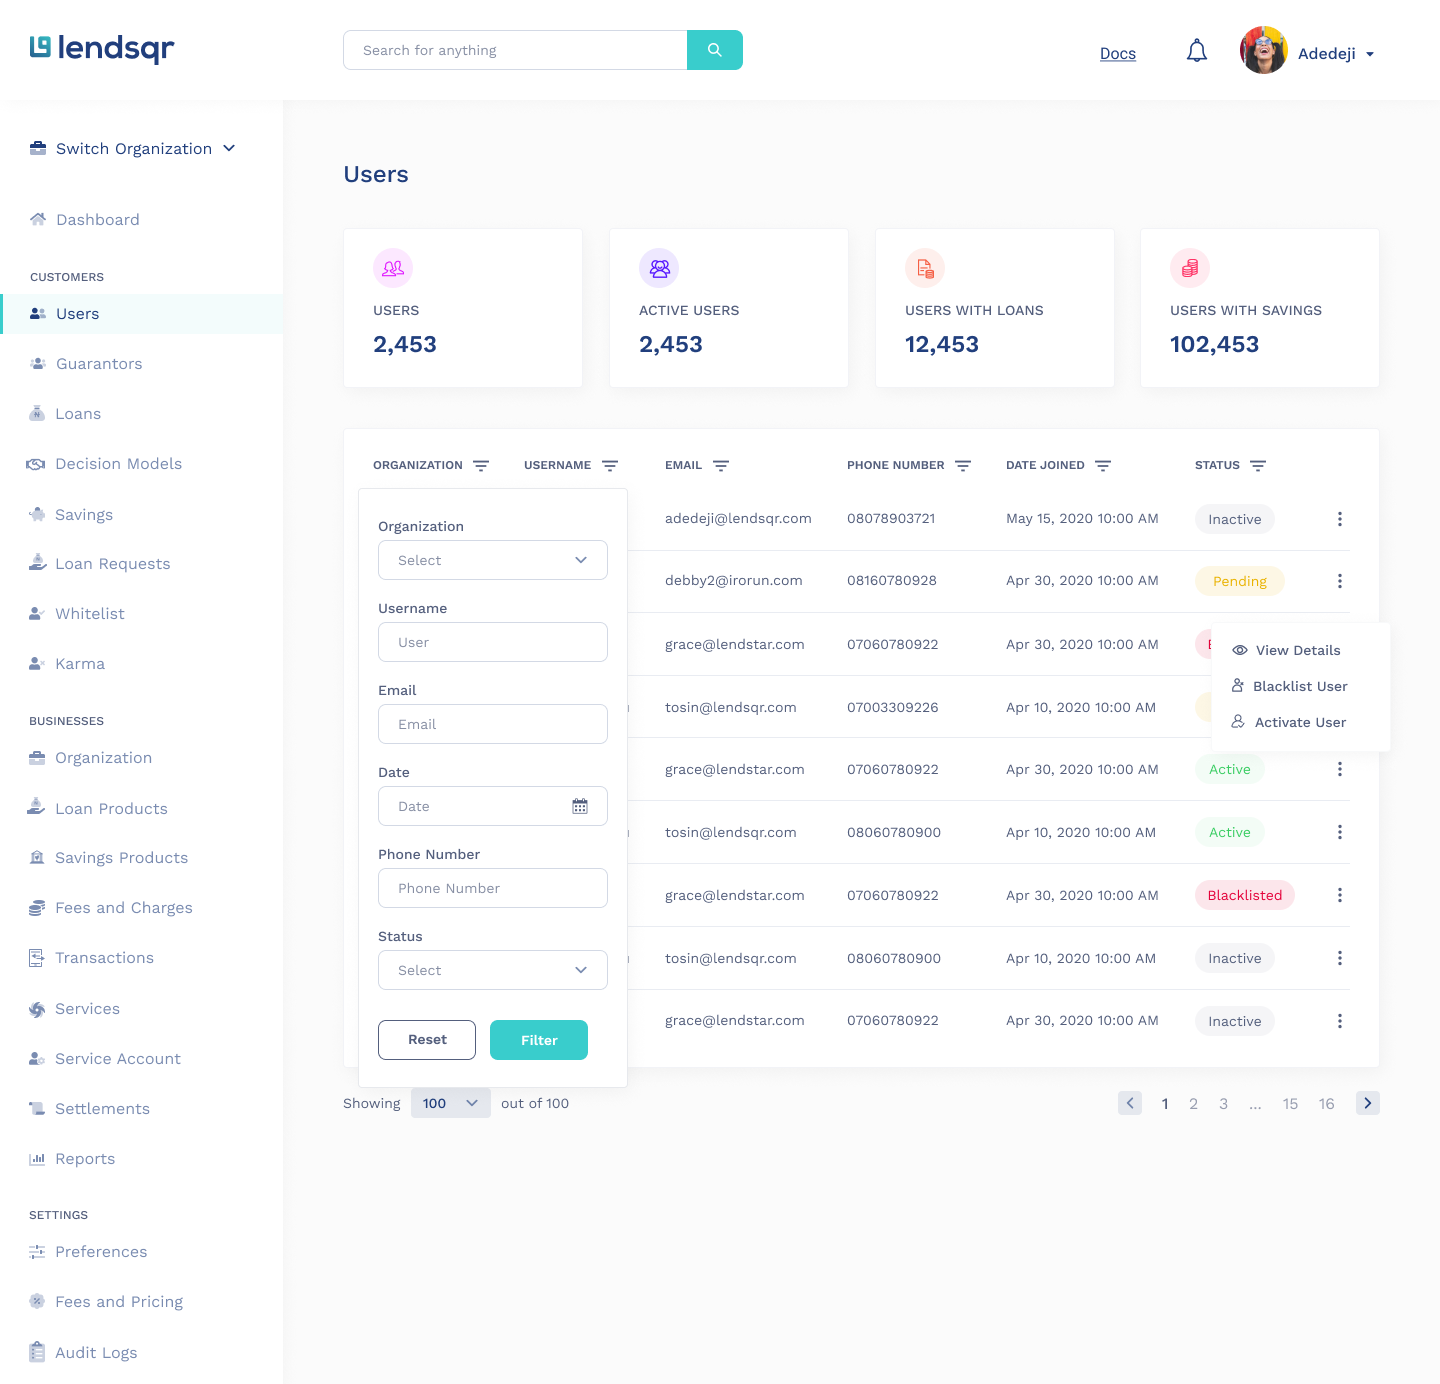 lendsqr
Search for anything
Docs
Adedeji
Switch Organization
Dashboard
CUSTOMERS
Users
Guarantors
Loans
Decision Models
Savings
Loan Requests
Whitelist
Karma
BUSINESSES
Organization
Loan Products
Savings Products
Fees and Charges
Transactions
Services
Service Account
Settlements
Reports
SETTINGS
Preferences
Fees and Pricing
Audit Logs
Users
USERS
2,453
ACTIVE USERS
2,453
USERS WITH LOANS
12,453
USERS WITH SAVINGS
102,453
ORGANIZATION USERNAME EMAIL PHONE NUMBER DATE JOINED STATUS
adedeji@lendsqr.com 08078903721 May 15, 2020 10:00 AM Inactive
debby2@irorun.com 08160780928 Apr 30, 2020 10:00 AM Pending
grace@lendstar.com 07060780922 Apr 30, 2020 10:00 AM
tosin@lendsqr.com 07003309226 Apr 10, 2020 10:00 AM
grace@lendstar.com 07060780922 Apr 30, 2020 10:00 AM Active
tosin@lendsqr.com 08060780900 Apr 10, 2020 10:00 AM Active
grace@lendstar.com 07060780922 Apr 30, 2020 10:00 AM Blacklisted
tosin@lendsqr.com 08060780900 Apr 10, 2020 10:00 AM Inactive
grace@lendstar.com 07060780922 Apr 30, 2020 10:00 AM Inactive
Organization
Select
Username
User
Email
Email
Date
Date
Phone Number
Phone Number
Status
Select
Reset Filter
View Details
Blacklist User
Activate User
Showing 100 out of 100
1 2 3 ... 15 16